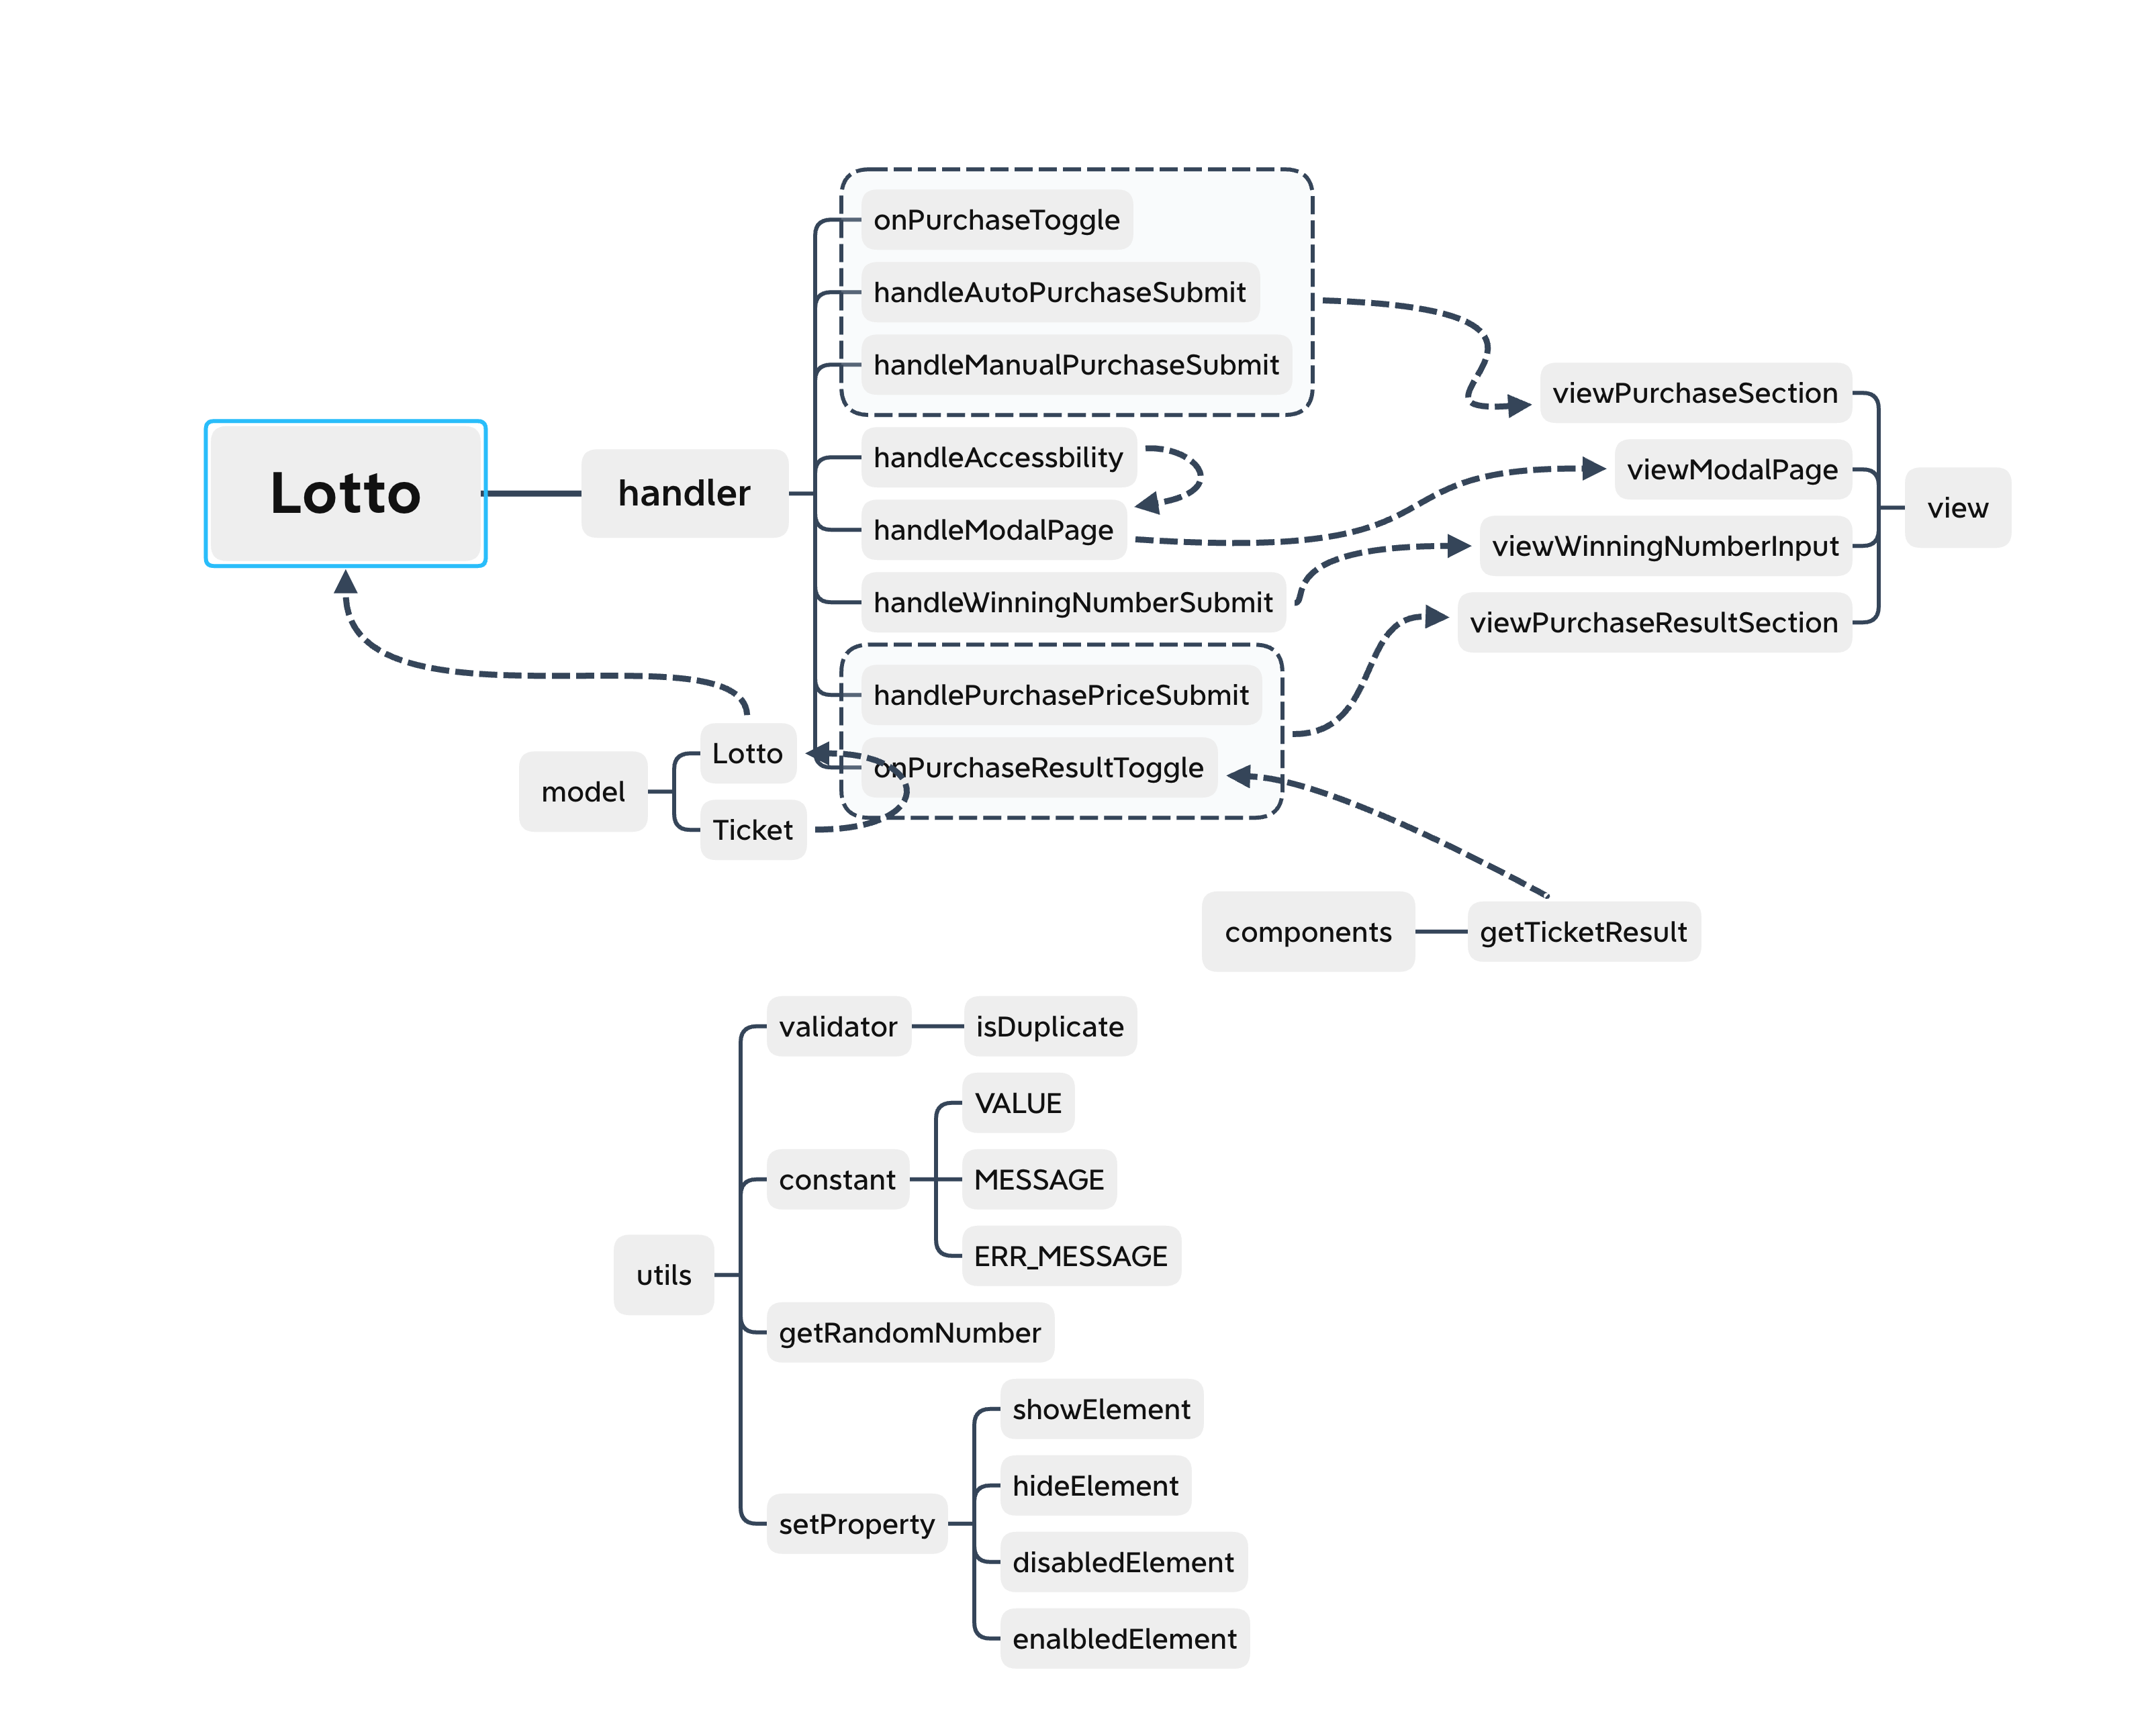 Lotto
handler
onPurchaseToggle
handleAutoPurchaseSubmit
handleManualPurchaseSubmit
handleAccessbility
handleModalPage
handleWinningNumberSubmit
handlePurchasePriceSubmit
onPurchaseResultToggle
viewPurchaseSection
viewModalPage
viewWinningNumberInput
viewPurchaseResultSection
view
model
Lotto
Ticket
components
getTicketResult
utils
validator
isDuplicate
constant
VALUE
MESSAGE
ERR_MESSAGE
getRandomNumber
setProperty
showElement
hideElement
disabledElement
enalbledElement